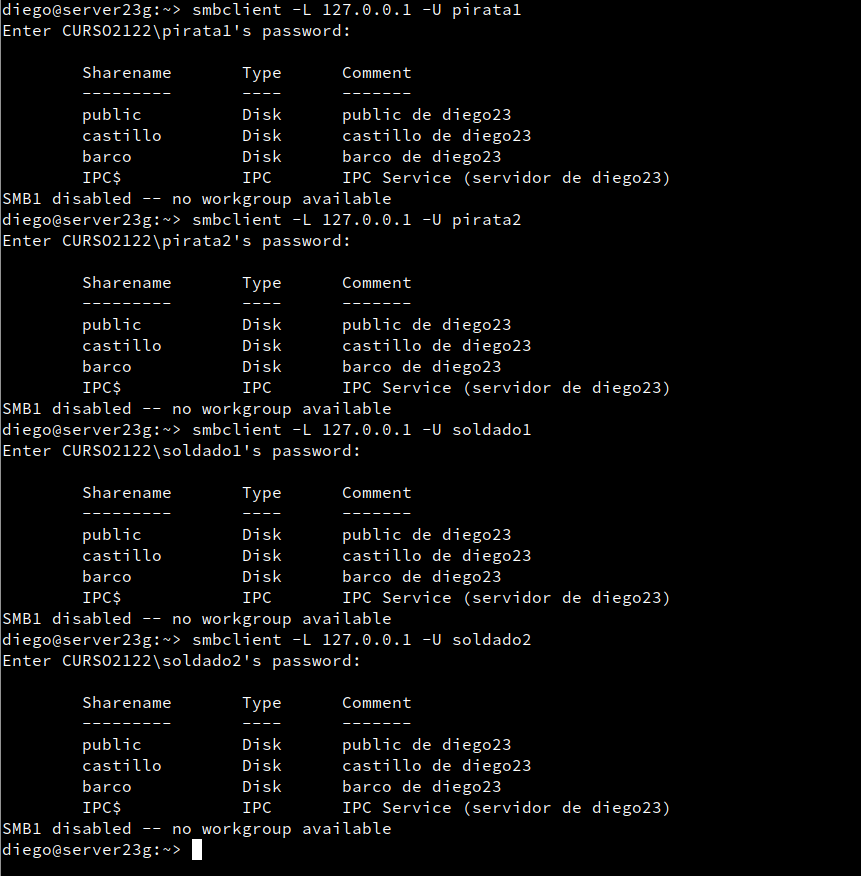 diego@server23g:~> smbclient -L 127.0.0.1 -U pirata1
Enter CURSO2122\pirata1's password:
        Sharename       Type      Comment
        ---------       ----      -------
        public          Disk      public de diego23
        castillo        Disk      castillo de diego23
        barco           Disk      barco de diego23
        IPC$            IPC       IPC Service (servidor de diego23)
SMB1 disabled -- no workgroup available
diego@server23g:~> smbclient -L 127.0.0.1 -U pirata2
Enter CURSO2122\pirata2's password:
        Sharename       Type      Comment
        ---------       ----      -------
        public          Disk      public de diego23
        castillo        Disk      castillo de diego23
        barco           Disk      barco de diego23
        IPC$            IPC       IPC Service (servidor de diego23)
SMB1 disabled -- no workgroup available
diego@server23g:~> smbclient -L 127.0.0.1 -U soldado1
Enter CURSO2122\soldado1's password:
        Sharename       Type      Comment
        ---------       ----      -------
        public          Disk      public de diego23
        castillo        Disk      castillo de diego23
        barco           Disk      barco de diego23
        IPC$            IPC       IPC Service (servidor de diego23)
SMB1 disabled -- no workgroup available
diego@server23g:~> smbclient -L 127.0.0.1 -U soldado2
Enter CURSO2122\soldado2's password:
        Sharename       Type      Comment
        ---------       ----      -------
        public          Disk      public de diego23
        castillo        Disk      castillo de diego23
        barco           Disk      barco de diego23
        IPC$            IPC       IPC Service (servidor de diego23)
SMB1 disabled -- no workgroup available
diego@server23g:~>